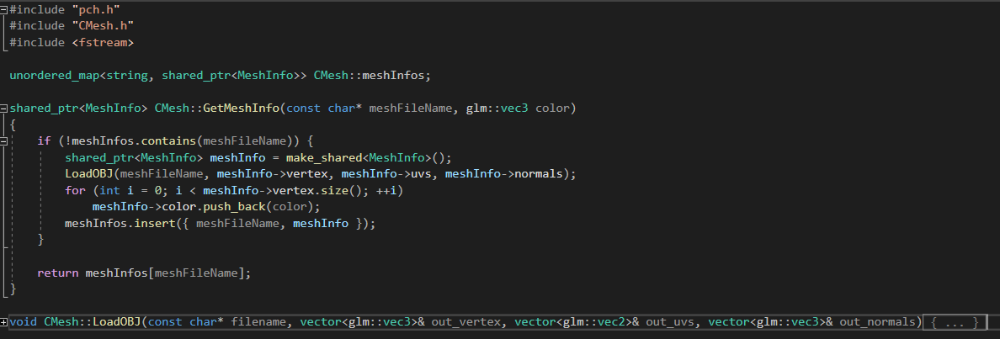 #include "pch.h"
#include "CMesh.h"
#include <fstream>
unordered_map<string, shared_ptr<MeshInfo>> CMesh::meshInfos;
shared_ptr<MeshInfo> CMesh::GetMeshInfo(const char* meshFileName, glm::vec3 color)
{
    if (!meshInfos.contains(meshFileName)) {
        shared_ptr<MeshInfo> meshInfo = make_shared<MeshInfo>();
        LoadOBJ(meshFileName, meshInfo->vertex, meshInfo->uvs, meshInfo->normals);
        for (int i = 0; i < meshInfo->vertex.size(); ++i)
            meshInfo->color.push_back(color);
        meshInfos.insert({ meshFileName, meshInfo });
    }
    return meshInfos[meshFileName];
}
void CMesh::LoadOBJ(const char* filename, vector<glm::vec3>& out_vertex, vector<glm::vec2>& out_uvs, vector<glm::vec3>& out_normals){ ... }